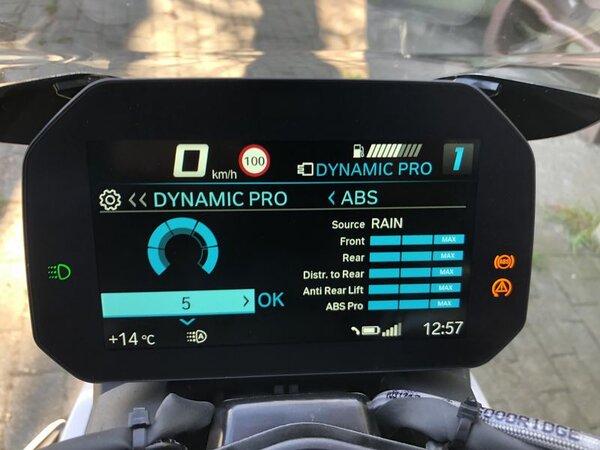 0 km/h 100 DYNAMIC PRO 1
<< DYNAMIC PRO < ABS
Source RAIN
Front MAX
Rear MAX
Distr. to Rear MAX
Anti Rear Lift MAX
ABS Pro MAX
5 > OK
ABS
+14 °C A 12:57